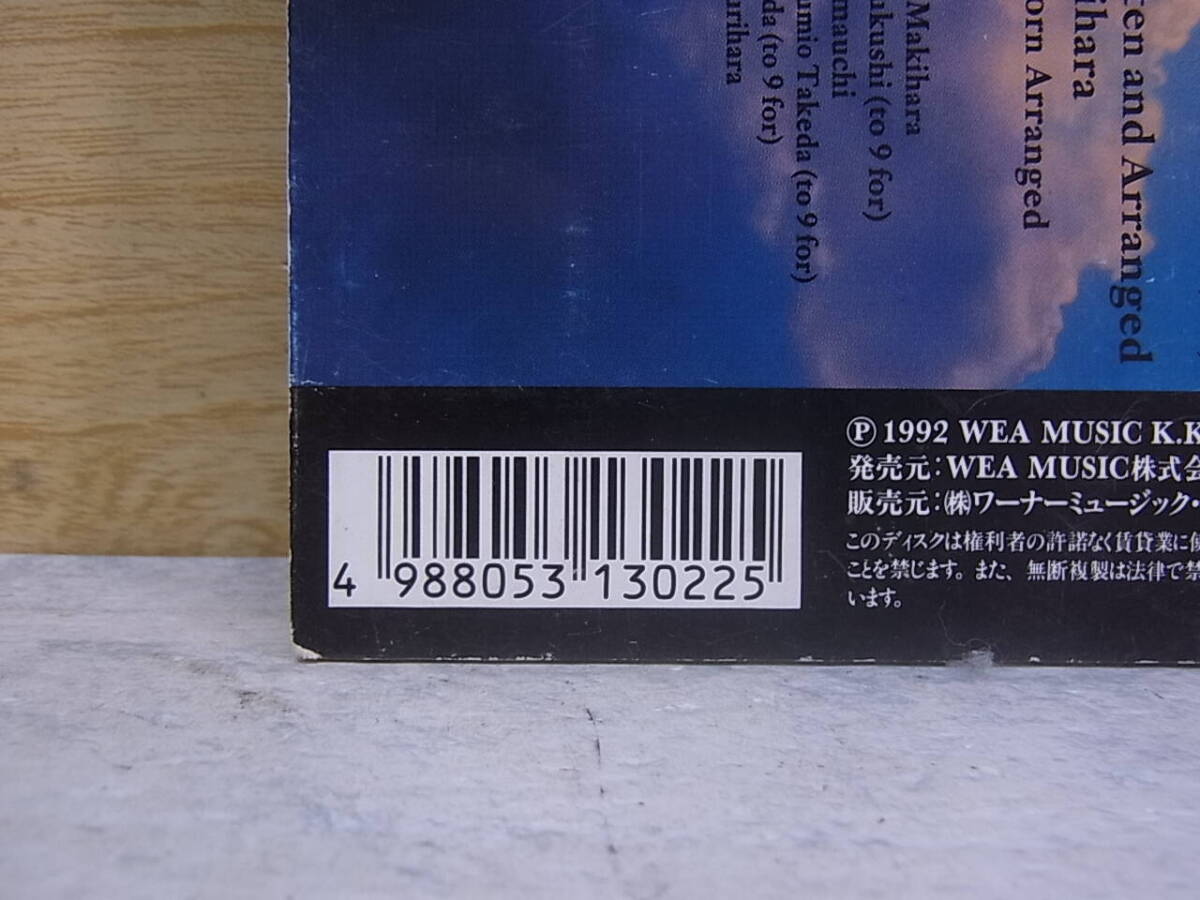 en and Arranged
ihara
orn Arranged
Makihara
akushi (to 9 for)
mauchi
umio Takeda (to 9 for)
da (to 9 for)
urihara
Ⓟ 1992 WEA MUSIC K.K
発売元:WEA MUSIC株式会
販売元:㈱ワーナーミュージック・
このディスクは権利者の許諾なく賃貸業に使
ことを禁じます。また、無断複製は法律で禁
います。
4 988053 130225